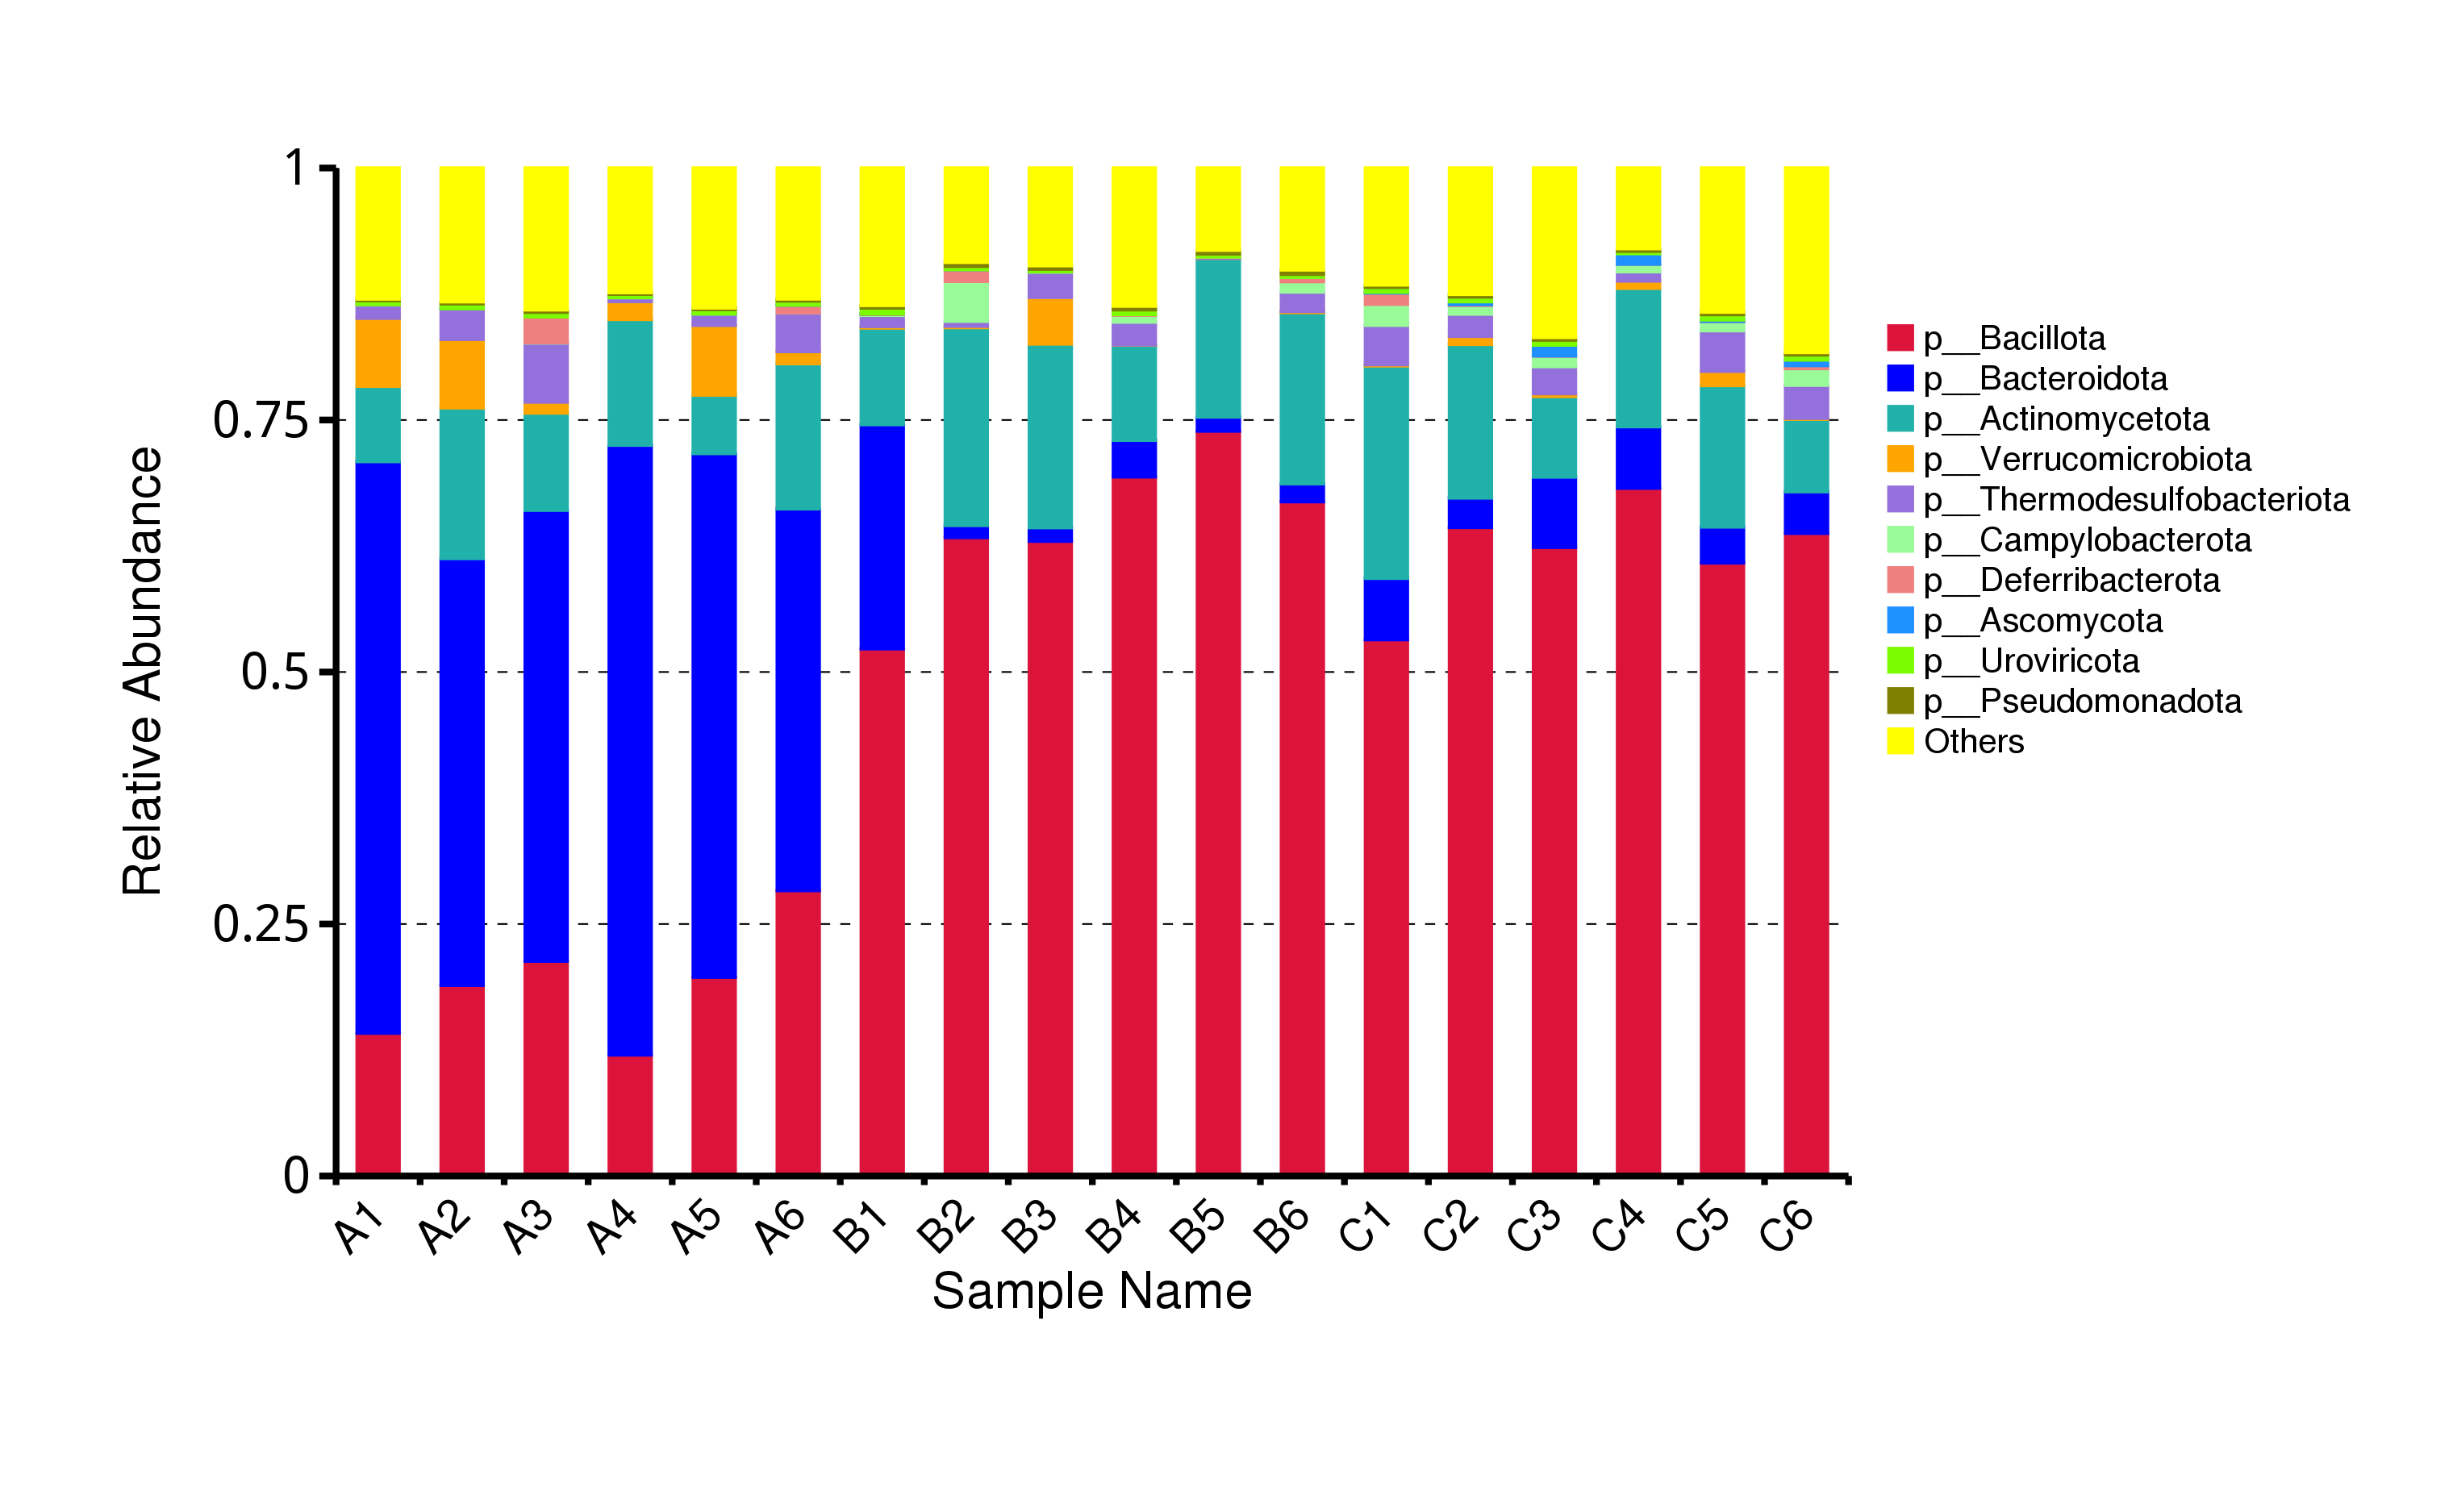 Relative Abundance
1
0.75
0.5
0.25
0
A1
A2
A3
A4
A5
A6
B1
B2
B3
B4
B5
B6
C1
C2
C3
C4
C5
C6
Sample Name
p__Bacillota
p__Bacteroidota
p__Actinomycetota
p__Verrucomicrobiota
p__Thermodesulfobacteriota
p__Campylobacterota
p__Deferribacterota
p__Ascomycota
p__Uroviricota
p__Pseudomonadota
Others